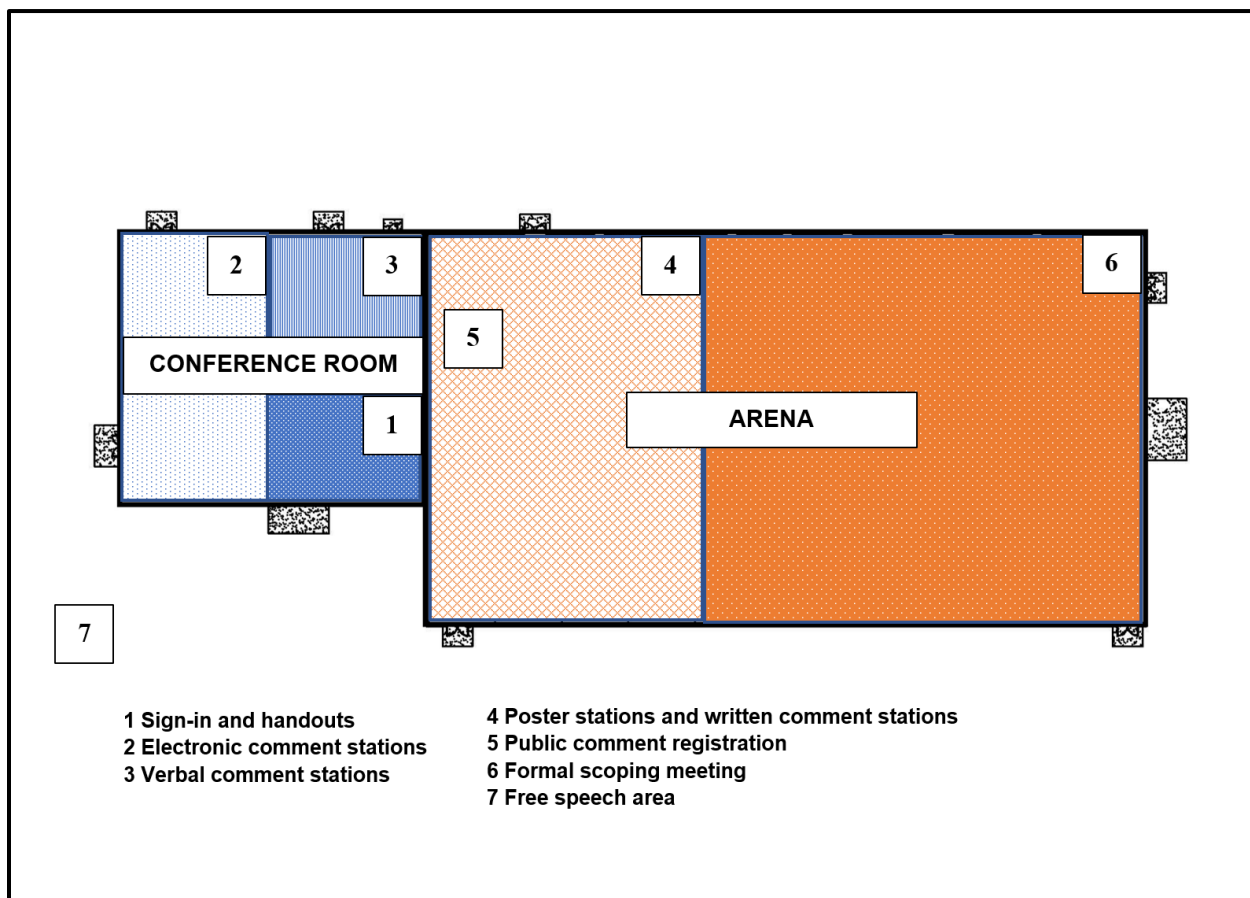 2
3
4
6
5
CONFERENCE ROOM
1
ARENA
7
1 Sign-in and handouts
2 Electronic comment stations
3 Verbal comment stations
4 Poster stations and written comment stations
5 Public comment registration
6 Formal scoping meeting
7 Free speech area